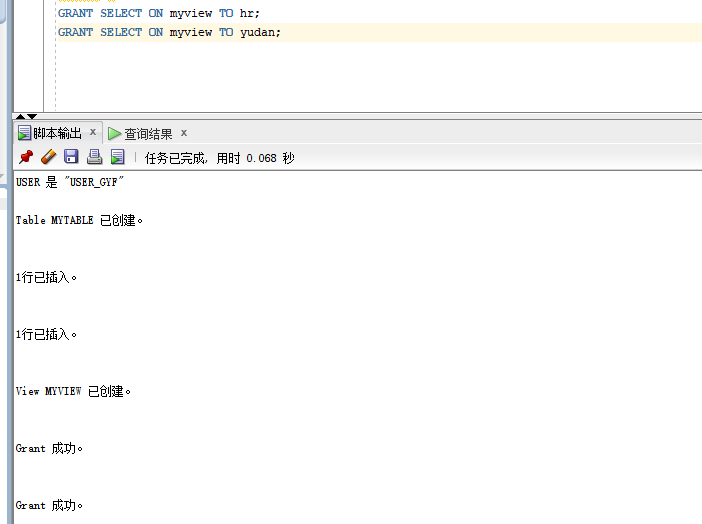 GRANT SELECT ON myview TO hr;
GRANT SELECT ON myview TO yudan;
脚本输出 x 查询结果 x
任务已完成, 用时 0.068 秒
USER 是 "USER_GYF"
Table MYTABLE 已创建。
1行已插入。
1行已插入。
View MYVIEW 已创建。
Grant 成功。
Grant 成功。